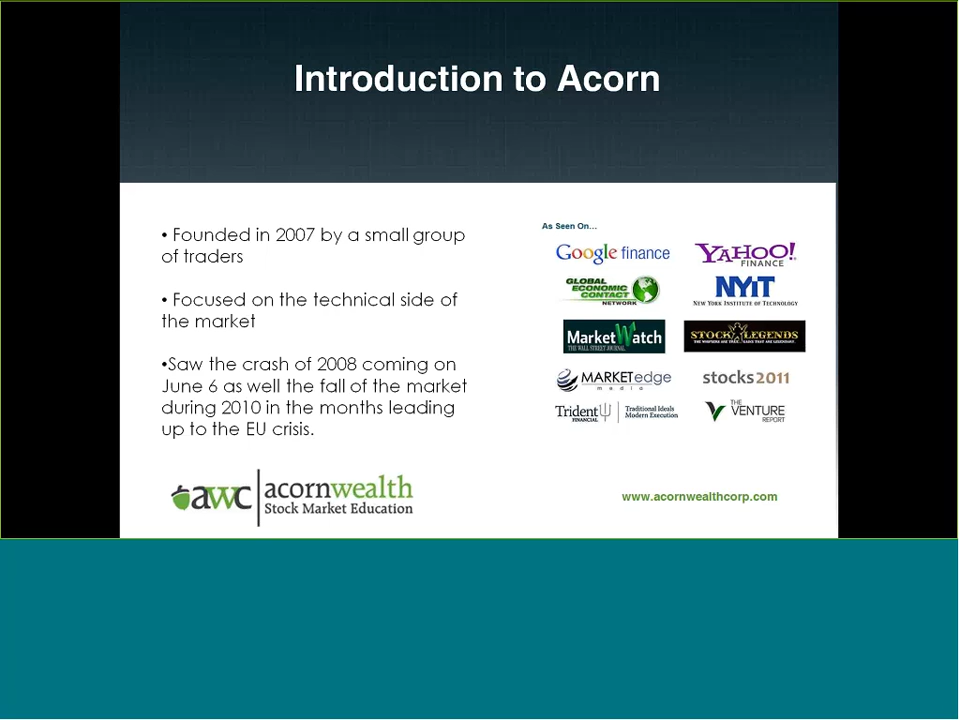 Introduction to Acorn
• Founded in 2007 by a small group
of traders
• Focused on the technical side of
the market
•Saw the crash of 2008 coming on
June 6 as well the fall of the market
during 2010 in the months leading
up to the EU crisis.
As Seen On...
Google finance
YAHOO!
FINANCE
GLOBAL
ECONOMIC
CONTACT
NETWORK
NYiT
NEW YORK INSTITUTE OF TECHNOLOGY
MarketWatch
THE WALL STREET JOURNAL
STOCK LEGENDS
MARKETedge
media
stocks2011
Trident
FINANCIAL
Traditional Ideals
Modern Execution
THE
VENTURE
REPORT
awc
acornwealth
Stock Market Education
www.acornwealthcorp.com